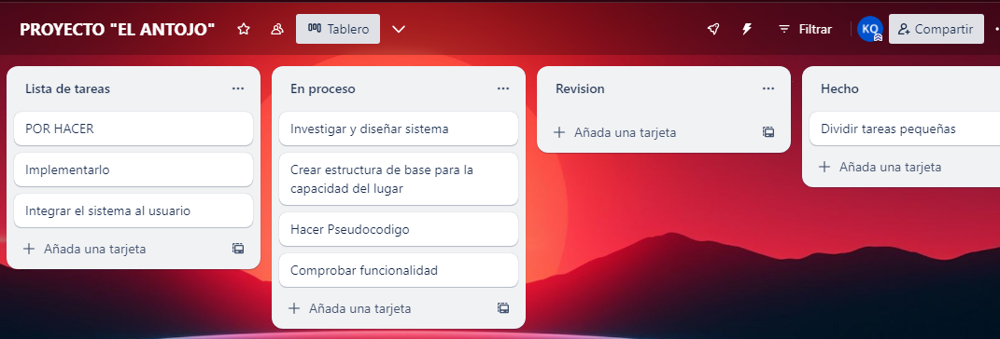 PROYECTO "EL ANTOJO"
Tablero
Filtrar
KQ
Compartir
Lista de tareas
POR HACER
Implementarlo
Integrar el sistema al usuario
Añada una tarjeta
En proceso
Investigar y diseñar sistema
Crear estructura de base para la
capacidad del lugar
Hacer Pseudocodigo
Comprobar funcionalidad
Añada una tarjeta
Revision
Añada una tarjeta
Hecho
Dividir tareas pequeñas
Añada una tarjeta